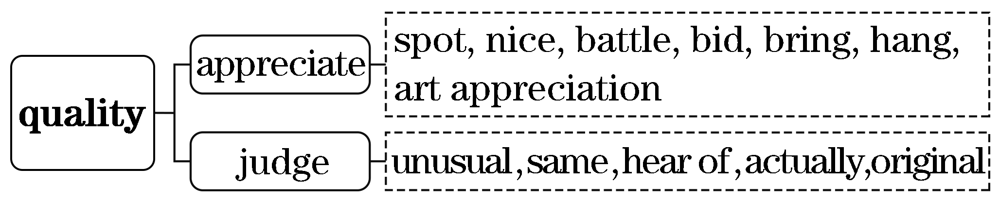 quality
appreciate
spot, nice, battle, bid, bring, hang,
art appreciation
judge
unusual, same, hear of, actually, original